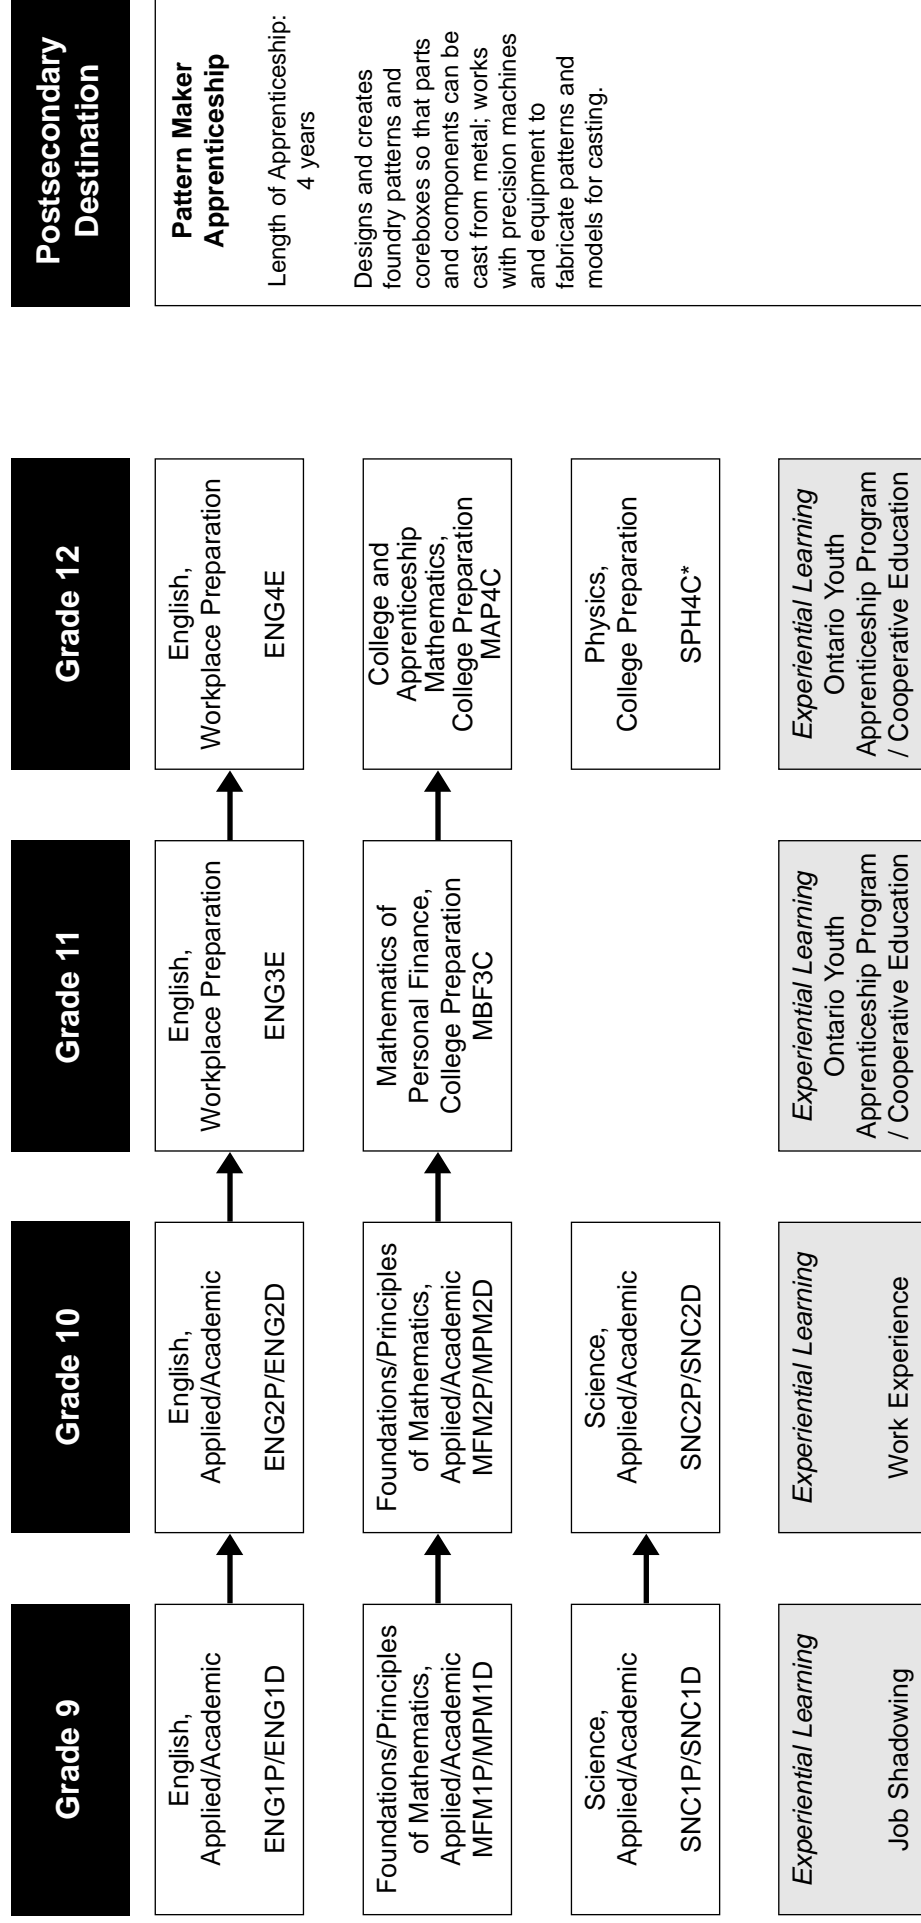 Grade 9
Grade 10
Grade 11
Grade 12
Postsecondary
Destination
English,
Applied/Academic
ENG1P/ENG1D
English,
Applied/Academic
ENG2P/ENG2D
English,
Workplace Preparation
ENG3E
English,
Workplace Preparation
ENG4E
Pattern Maker
Apprenticeship
Length of Apprenticeship:
4 years
Designs and creates
foundry patterns and
coreboxes so that parts
and components can be
cast from metal; works
with precision machines
and equipment to
fabricate patterns and
models for casting.
Foundations/Principles
of Mathematics,
Applied/Academic
MFM1P/MPM1D
Foundations/Principles
of Mathematics,
Applied/Academic
MFM2P/MPM2D
Mathematics of
Personal Finance,
College Preparation
MBF3C
College and
Apprenticeship
Mathematics,
College Preparation
MAP4C
Science,
Applied/Academic
SNC1P/SNC1D
Science,
Applied/Academic
SNC2P/SNC2D
Physics,
College Preparation
SPH4C*
Experiential Learning
Job Shadowing
Experiential Learning
Work Experience
Experiential Learning
Ontario Youth
Apprenticeship Program
/ Cooperative Education
Experiential Learning
Ontario Youth
Apprenticeship Program
/ Cooperative Education